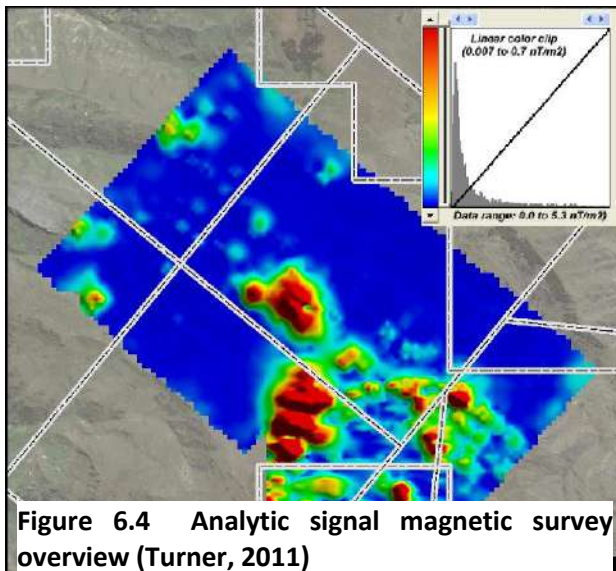 Linear color clip
(0.007 to 0.7 nT/m2)
Data range: 0.0 to 5.3 nT/m2)
Figure 6.4 Analytic signal magnetic survey
overview (Turner, 2011)